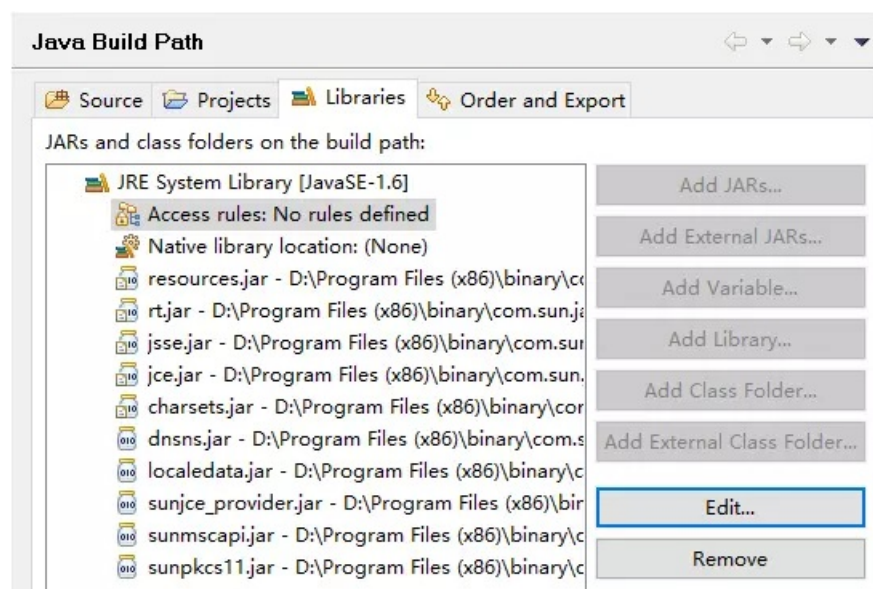 Java Build Path
Source Projects Libraries Order and Export
JARs and class folders on the build path:
JRE System Library [JavaSE-1.6]
Access rules: No rules defined
Native library location: (None)
resources.jar - D:\Program Files (x86)\binary\co
rt.jar - D:\Program Files (x86)\binary\com.sun.ja
jsse.jar - D:\Program Files (x86)\binary\com.sun
jce.jar - D:\Program Files (x86)\binary\com.sun.
charsets.jar - D:\Program Files (x86)\binary\cor
dnsns.jar - D:\Program Files (x86)\binary\com.s
localedata.jar - D:\Program Files (x86)\binary\c
sunjce_provider.jar - D:\Program Files (x86)\bin
sunmscapi.jar - D:\Program Files (x86)\binary\c
sunpkcs11.jar - D:\Program Files (x86)\binary\c
Add JARs...
Add External JARs...
Add Variable...
Add Library...
Add Class Folder...
Add External Class Folder...
Edit...
Remove